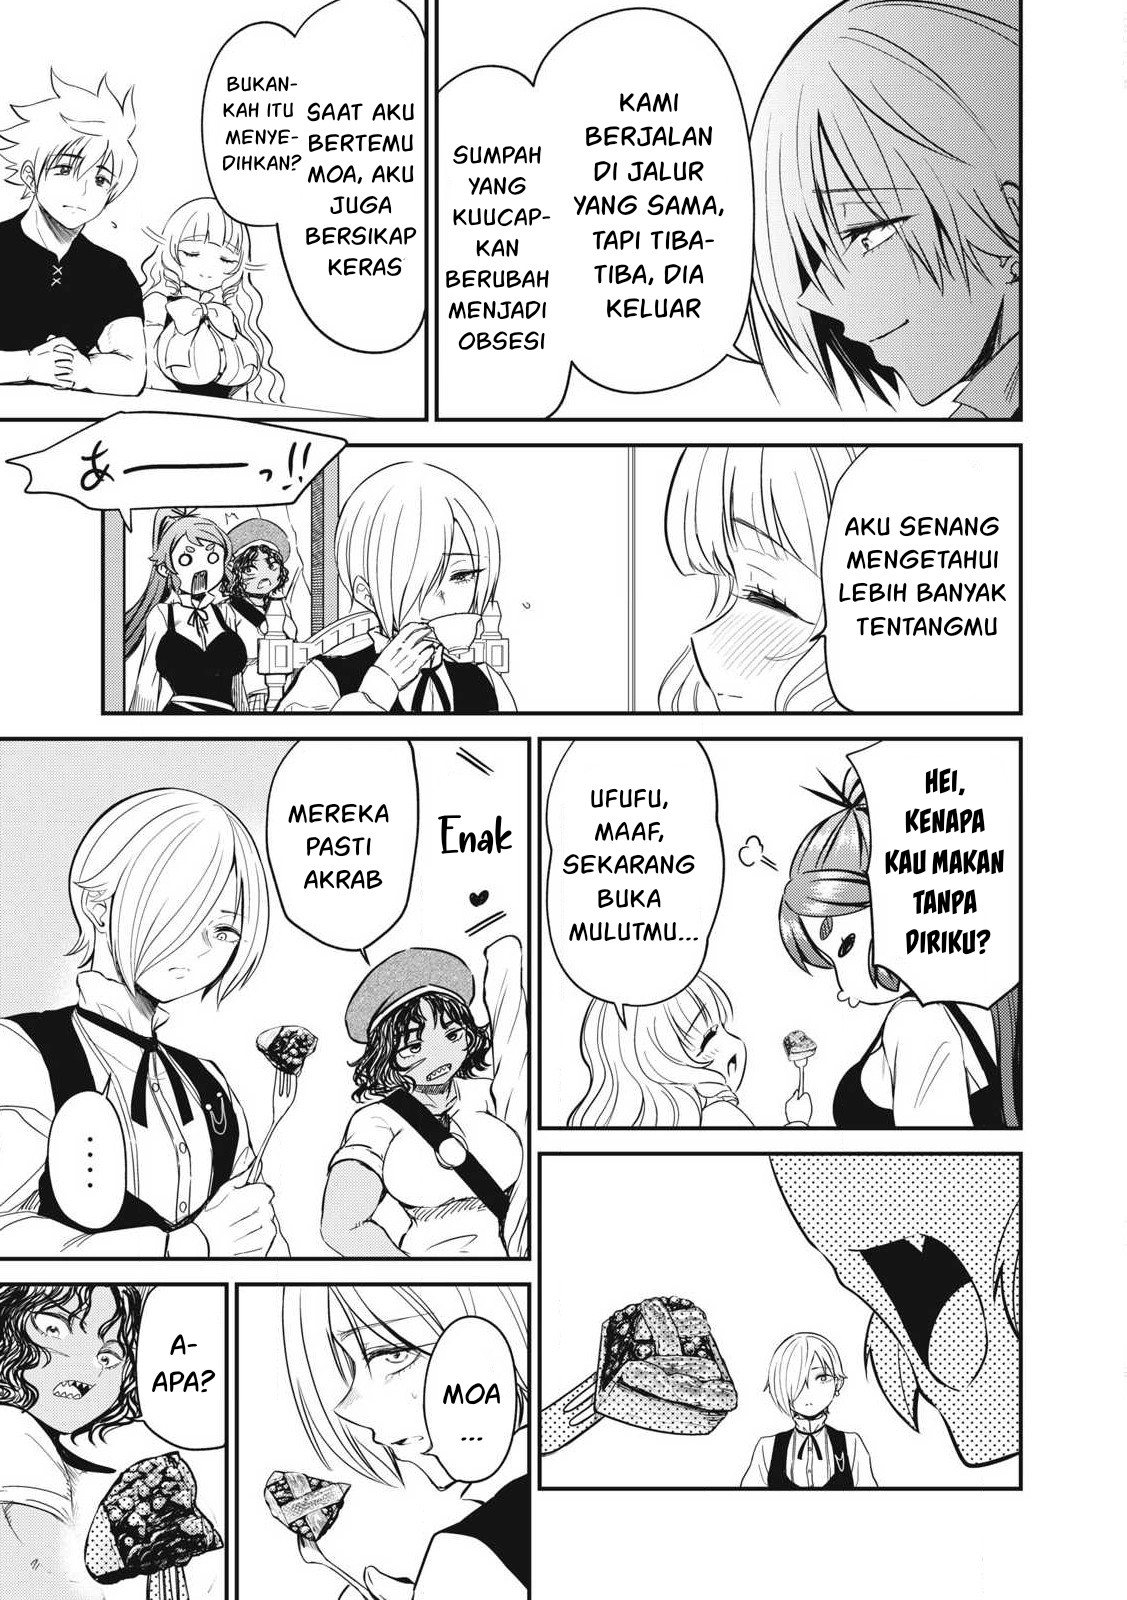 KAMI
BERJALAN
DI JALUR
YANG SAMA,
TAPI TIBA-
TIBA, DIA
KELUAR
SUMPAH
YANG
KUUCAP-
KAN
BERUBAH
MENJADI
OBSESI
SAAT AKU
BERTEMU
MOA, AKU
JUGA
BERSIKAP
KERAS
BUKAN-
KAH ITU
MENYE-
DIHKAN?
AKU SENANG
MENGETAHUI
LEBIH BANYAK
TENTANGMU
あーーっ!!
HEI,
KENAPA
KAU MAKAN
TANPA
DIRIKU?
UFUFU,
MAAF,
SEKARANG
BUKA
MULUTMU...
Enak
MEREKA
PASTI
AKRAB
....
MOA
...
A-
APA?